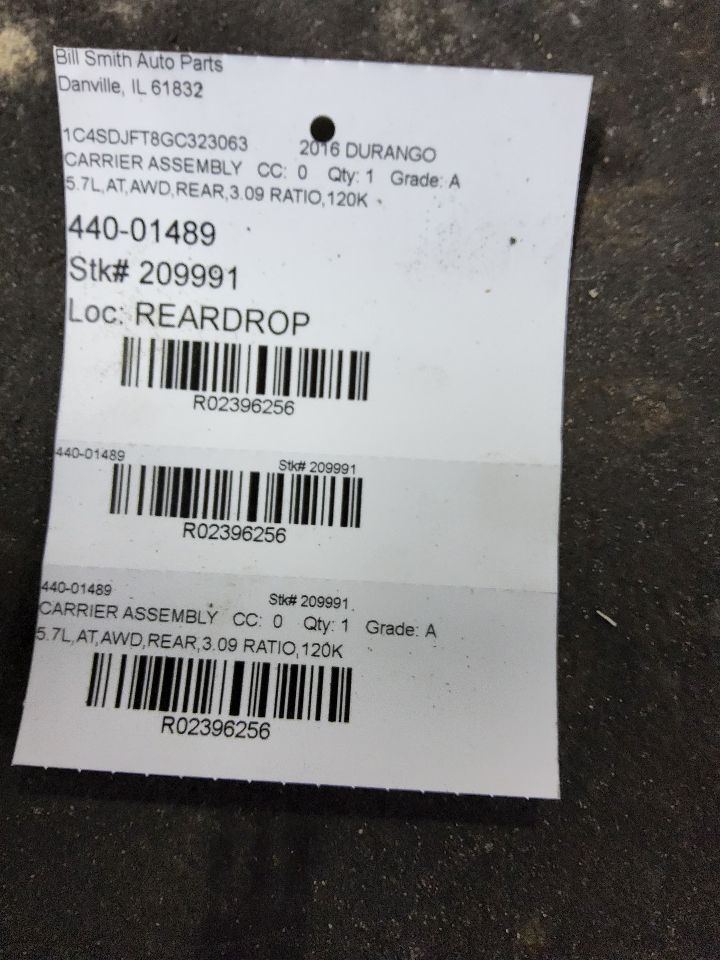 Bill Smith Auto Parts
Danville, IL 61832
1C4SDJFT8GC323063 2016 DURANGO
CARRIER ASSEMBLY CC: 0 Qty: 1 Grade: A
5.7L,AT,AWD,REAR,3.09 RATIO,120K
440-01489
Stk# 209991
Loc: REARDROP
R02396256
440-01489 Stk# 209991
R02396256
440-01489 Stk# 209991
CARRIER ASSEMBLY CC: 0 Qty: 1 Grade: A
5.7L,AT,AWD,REAR,3.09 RATIO,120K
R02396256